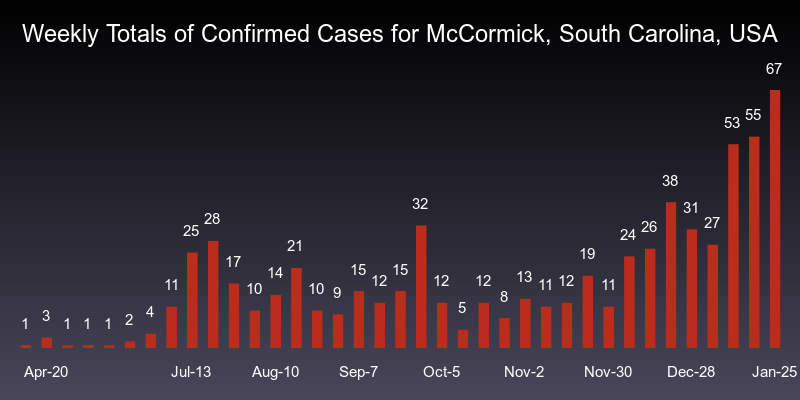 Weekly Totals of Confirmed Cases for McCormick, South Carolina, USA
1 3 1 1 1 2 4 11 25 28 17 10 14 21 10 9 15 12 15 32 12 5 12 8 13 11 12 19 11 24 26 38 31 27 53 55 67
Apr-20 Jul-13 Aug-10 Sep-7 Oct-5 Nov-2 Nov-30 Dec-28 Jan-25